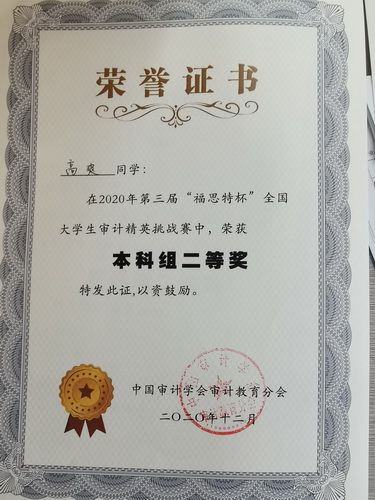 荣誉证书
高爽 同学：
在2020年第三届“福思特杯”全国
大学生审计精英挑战赛中，荣获
本科组二等奖
特发此证，以资鼓励。
中国审计学会审计教育分会
二〇二〇年十二月